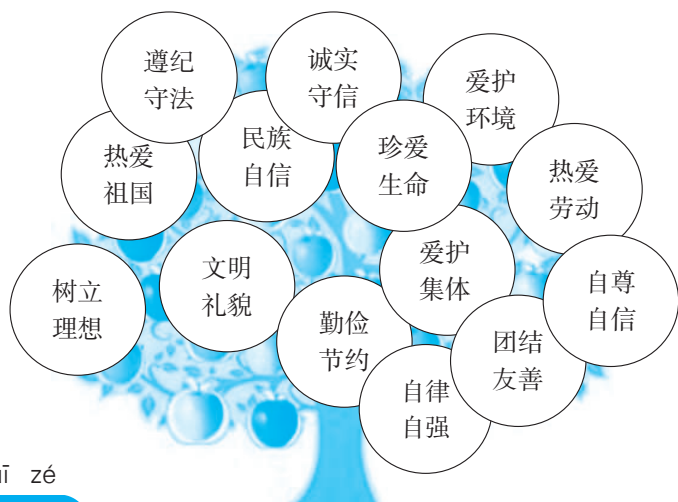 遵纪
守法
诚实
守信
爱护
环境
热爱
祖国
民族
自信
珍爱
生命
热爱
劳动
树立
理想
文明
礼貌
爱护
集体
自尊
自信
勤俭
节约
团结
友善
自律
自强
zé